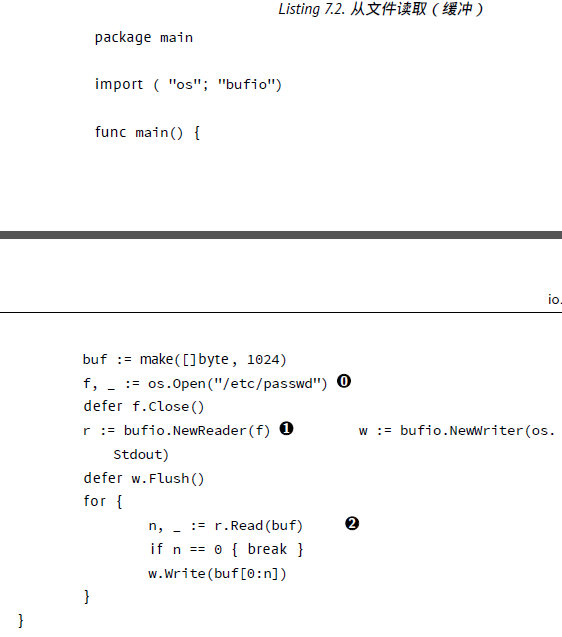 Listing 7.2. 从文件读取（缓冲）
package main
import ( "os"; "bufio")
func main() {
io.
buf := make([]byte, 1024)
f, _ := os.Open("/etc/passwd") ⓿
defer f.Close()
r := bufio.NewReader(f) ❶ w := bufio.NewWriter(os.
Stdout)
defer w.Flush()
for {
n, _ := r.Read(buf) ❷
if n == 0 { break }
w.Write(buf[0:n])
}
}